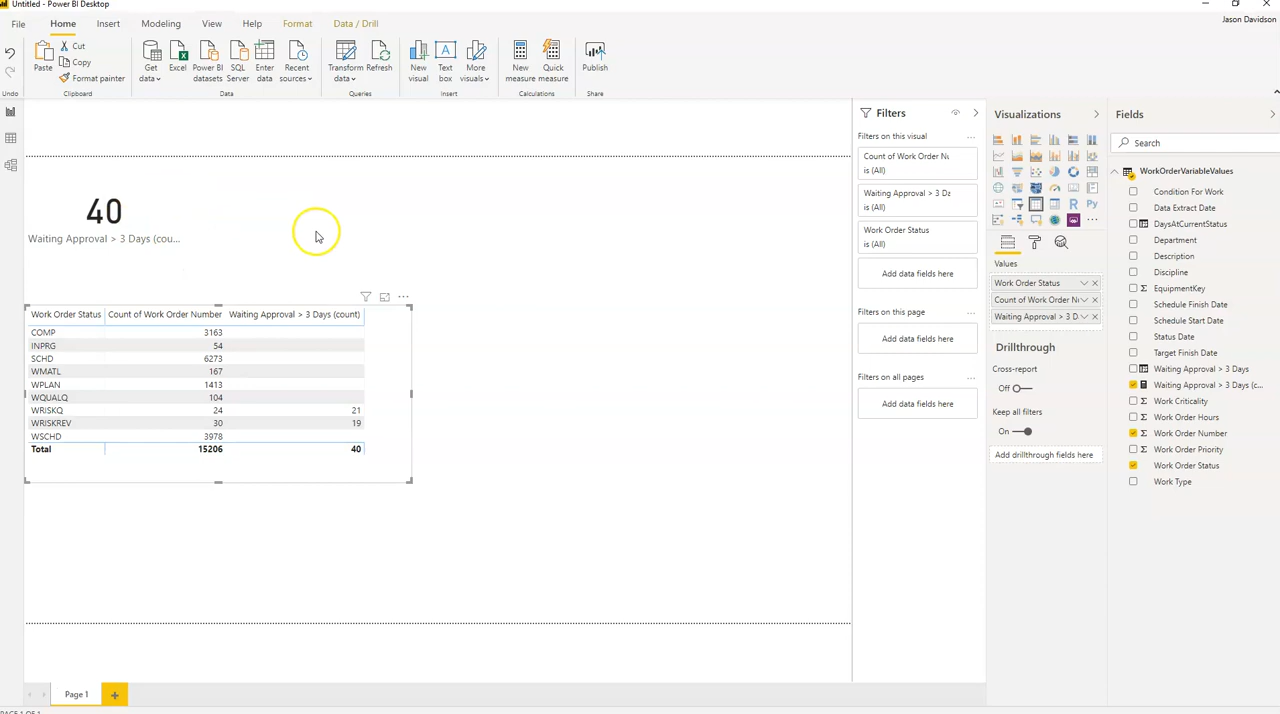 Untitled - Power BI Desktop
Jason Davidson
File Home Insert Modeling View Help Format Data / Drill
Undo
Paste
Cut
Copy
Format painter
Clipboard
Get data
Excel
Power BI datasets
SQL Server
Enter data
Recent sources
Data
Transform data
Refresh
Queries
New visual
Text box
More visuals
Insert
New measure
Quick measure
Calculations
Publish
Share
40
Waiting Approval > 3 Days (cou...
Work Order Status Count of Work Order Number Waiting Approval > 3 Days (count)
COMP 3163
INPRG 54
SCHD 6273
WMATL 167
WPLAN 1413
WQUALQ 104
WRISKQ 24 21
WRISKREV 30 19
WSCHD 3978
Total 15206 40
Filters
Filters on this visual ...
Count of Work Order Nu
is (All)
Waiting Approval > 3 Da
is (All)
Work Order Status
is (All)
Add data fields here
Filters on this page ...
Add data fields here
Filters on all pages ...
Add data fields here
Visualizations
R Py
Values
Work Order Status
Count of Work Order Nu
Waiting Approval > 3 D
Drillthrough
Cross-report
Off
Keep all filters
On
Add drillthrough fields here
Fields
Search
WorkOrderVariableValues
Condition For Work
Data Extract Date
DaysAtCurrentStatus
Department
Description
Discipline
Σ EquipmentKey
Schedule Finish Date
Schedule Start Date
Status Date
Target Finish Date
Waiting Approval > 3 Days
Waiting Approval > 3 Days (c...
Σ Work Criticality
Σ Work Order Hours
Σ Work Order Number
Σ Work Order Priority
Work Order Status
Work Type
Page 1
PAGE 1 OF 1